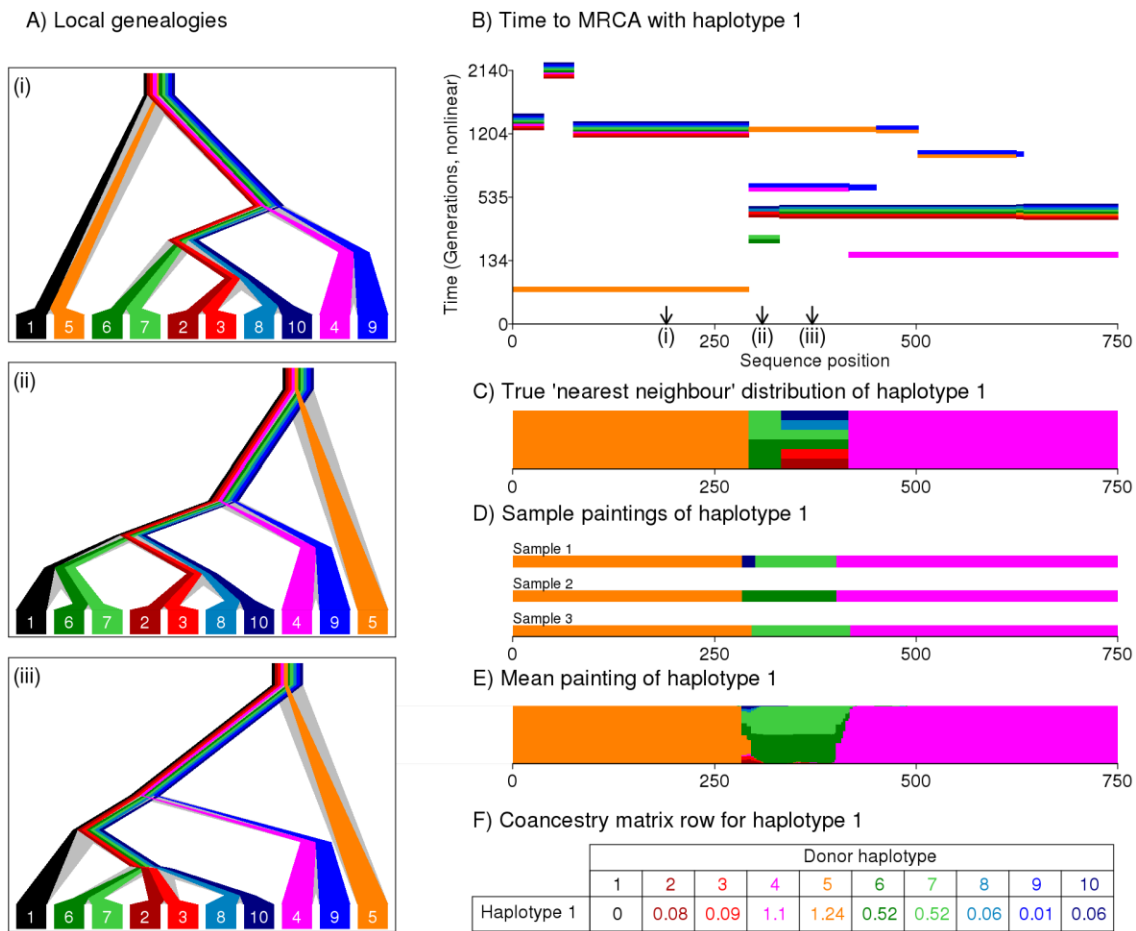 A) Local genealogies
(i)
1 5 6 7 2 3 8 10 4 9
(ii)
1 6 7 2 3 8 10 4 9 5
(iii)
1 6 7 2 3 8 10 4 9 5
B) Time to MRCA with haplotype 1
Time (Generations, nonlinear)
2140
1204
535
134
0
(i) (ii) (iii)
0 250 500 750
Sequence position
C) True 'nearest neighbour' distribution of haplotype 1
0 250 500 750
D) Sample paintings of haplotype 1
Sample 1
Sample 2
Sample 3
0 250 500 750
E) Mean painting of haplotype 1
0 250 500 750
F) Coancestry matrix row for haplotype 1
Donor haplotype
1 2 3 4 5 6 7 8 9 10
Haplotype 1 0 0.08 0.09 1.1 1.24 0.52 0.52 0.06 0.01 0.06